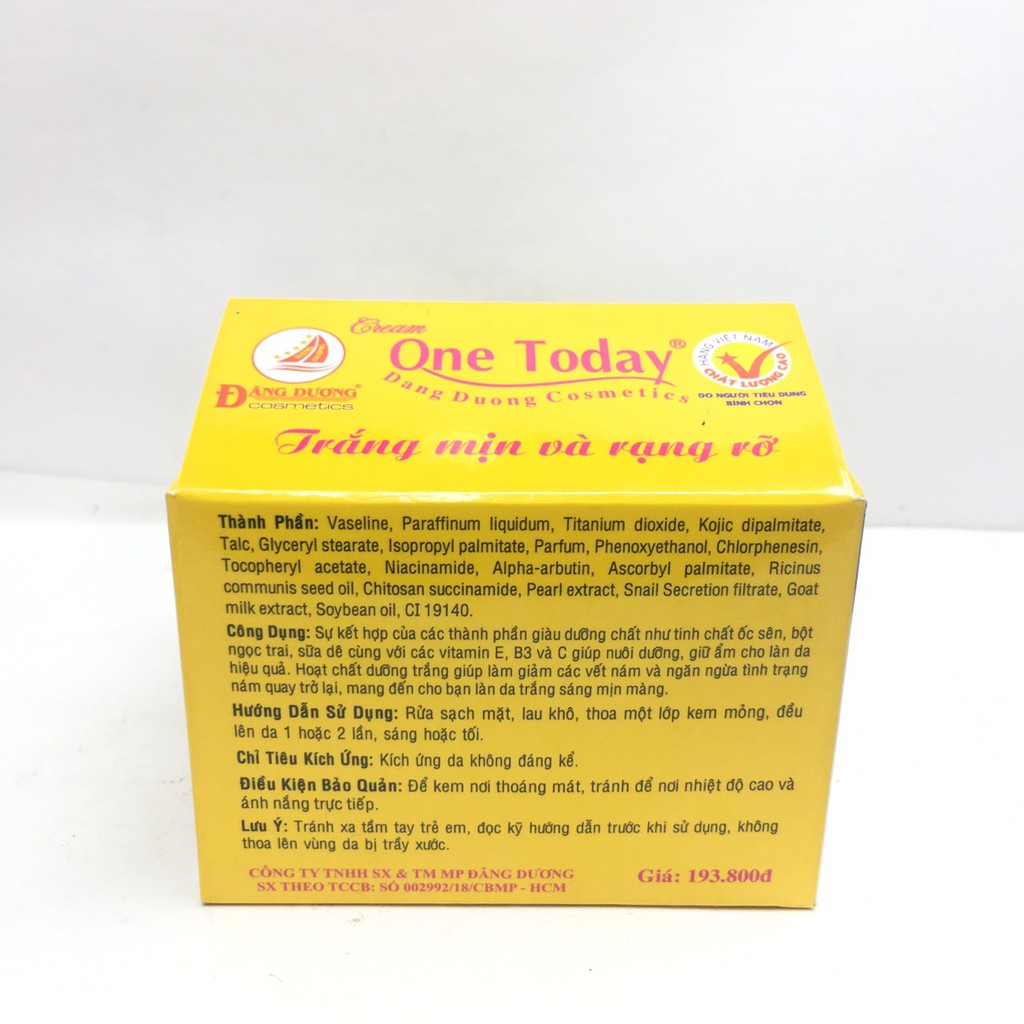 Cream
One Today®
Dang Duong Cosmetics
ĐĂNG DƯƠNG®
cosmetics
HÀNG VIỆT NAM
CHẤT LƯỢNG CAO
DO NGƯỜI TIÊU DÙNG
BÌNH CHỌN
Trắng mịn và rạng rỡ
Thành Phần: Vaseline, Paraffinum liquidum, Titanium dioxide, Kojic dipalmitate,
Talc, Glyceryl stearate, Isopropyl palmitate, Parfum, Phenoxyethanol, Chlorphenesin,
Tocopheryl acetate, Niacinamide, Alpha-arbutin, Ascorbyl palmitate, Ricinus
communis seed oil, Chitosan succinamide, Pearl extract, Snail Secretion filtrate, Goat
milk extract, Soybean oil, CI 19140.
Công Dụng: Sự kết hợp của các thành phần giàu dưỡng chất như tinh chất ốc sên, bột
ngọc trai, sữa dê cùng với các vitamin E, B3 và C giúp nuôi dưỡng, giữ ẩm cho làn da
hiệu quả. Hoạt chất dưỡng trắng giúp làm giảm các vết nám và ngăn ngừa tình trạng
nám quay trở lại, mang đến cho bạn làn da trắng sáng mịn màng.
Hướng Dẫn Sử Dụng: Rửa sạch mặt, lau khô, thoa một lớp kem mỏng, đều
lên da 1 hoặc 2 lần, sáng hoặc tối.
Chỉ Tiêu Kích Ứng: Kích ứng da không đáng kể.
Điều Kiện Bảo Quản: Để kem nơi thoáng mát, tránh để nơi nhiệt độ cao và
ánh nắng trực tiếp.
Lưu Ý: Tránh xa tầm tay trẻ em, đọc kỹ hướng dẫn trước khi sử dụng, không
thoa lên vùng da bị trầy xước.
CÔNG TY TNHH SX & TM MP ĐĂNG DƯƠNG
SX THEO TCCB: SỐ 002992/18/CBMP - HCM
Giá: 193.800đ